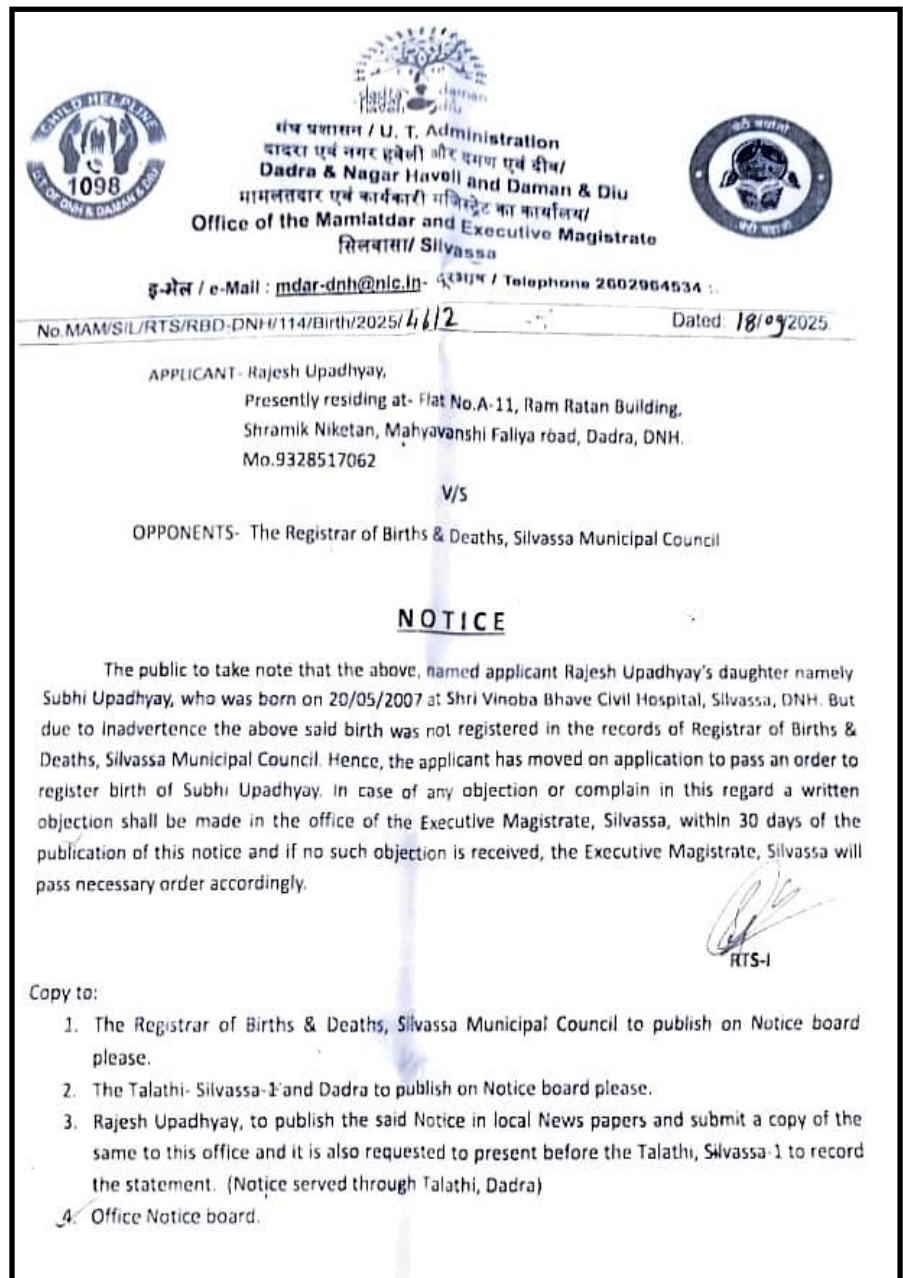 CHILD HELPLINE
1098
U.T OF DNH & DAMAN & DIU
daman
diu
संघ प्रशासन / U. T. Administration
दादरा एवं नगर हवेली और दमण एवं दीव/
Dadra & Nagar Haveli and Daman & Diu
मामलतदार एवं कार्यकारी मजिस्ट्रेट का कार्यालय/
Office of the Mamlatdar and Executive Magistrate
सिलवासा/ Silvassa
इ-मेल / e-Mail : mdar-dnh@nic.in- दूरभाष / Telephone 2602964534 :
No.MAM/SIL/RTS/RBD-DNH/114/Birth/2025/4612 Dated: 18/09/2025.
APPLICANT- Rajesh Upadhyay,
Presently residing at- Flat No.A-11, Ram Ratan Building,
Shramik Niketan, Mahyavanshi Faliya road, Dadra, DNH.
Mo.9328517062
V/S
OPPONENTS- The Registrar of Births & Deaths, Silvassa Municipal Council
NOTICE
The public to take note that the above, named applicant Rajesh Upadhyay's daughter namely
Subhi Upadhyay, who was born on 20/05/2007 at Shri Vinoba Bhave Civil Hospital, Silvassa, DNH. But
due to inadvertence the above said birth was not registered in the records of Registrar of Births &
Deaths, Silvassa Municipal Council. Hence, the applicant has moved on application to pass an order to
register birth of Subhi Upadhyay. In case of any objection or complain in this regard a written
objection shall be made in the office of the Executive Magistrate, Silvassa, within 30 days of the
publication of this notice and if no such objection is received, the Executive Magistrate, Silvassa will
pass necessary order accordingly.
RTS-I
Copy to:
1. The Registrar of Births & Deaths, Silvassa Municipal Council to publish on Notice board
please.
2. The Talathi- Silvassa-1 and Dadra to publish on Notice board please.
3. Rajesh Upadhyay, to publish the said Notice in local News papers and submit a copy of the
same to this office and it is also requested to present before the Talathi, Silvassa-1 to record
the statement. (Notice served through Talathi, Dadra)
4. Office Notice board.